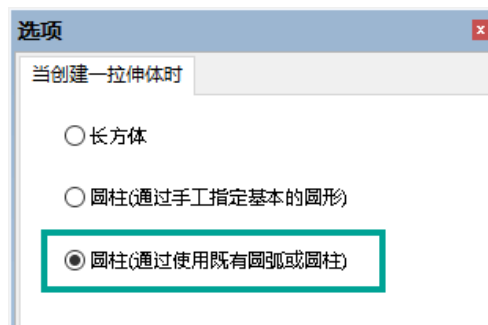 选项
当创建一拉伸体时
长方体
圆柱(通过手工指定基本的圆形)
圆柱(通过使用既有圆弧或圆柱)